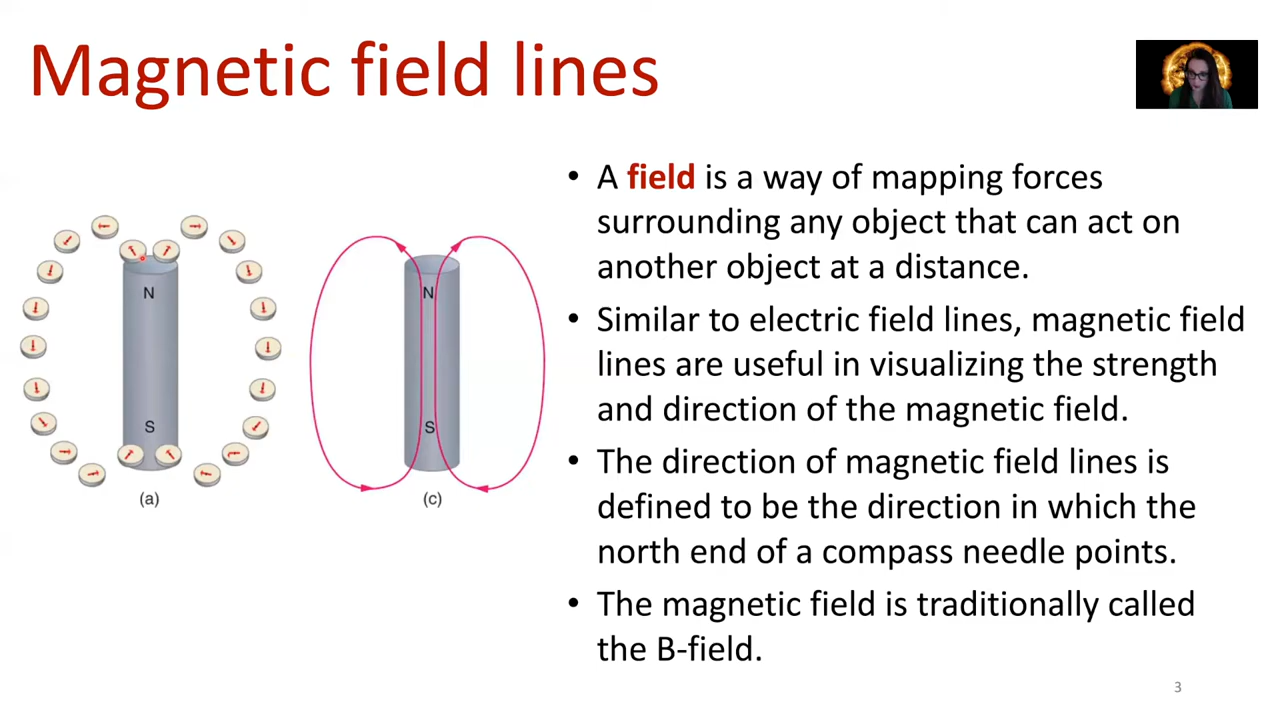 Magnetic field lines
N
S
(a)
N
S
(c)
• A field is a way of mapping forces
surrounding any object that can act on
another object at a distance.
• Similar to electric field lines, magnetic field
lines are useful in visualizing the strength
and direction of the magnetic field.
• The direction of magnetic field lines is
defined to be the direction in which the
north end of a compass needle points.
• The magnetic field is traditionally called
the B-field.
3